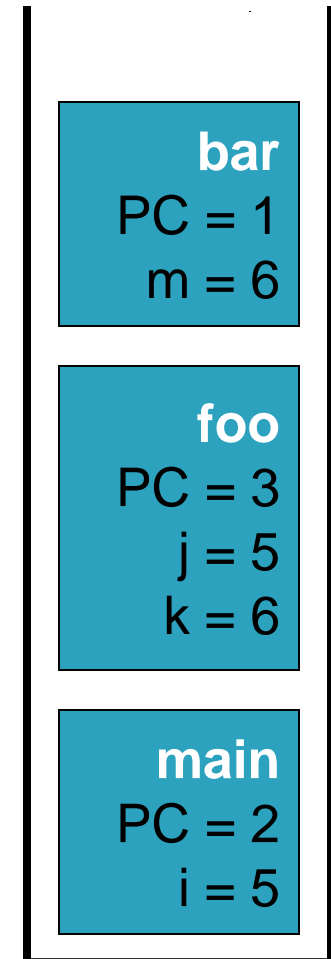 bar
PC = 1
m = 6
foo
PC = 3
j = 5
k = 6
main
PC = 2
i = 5